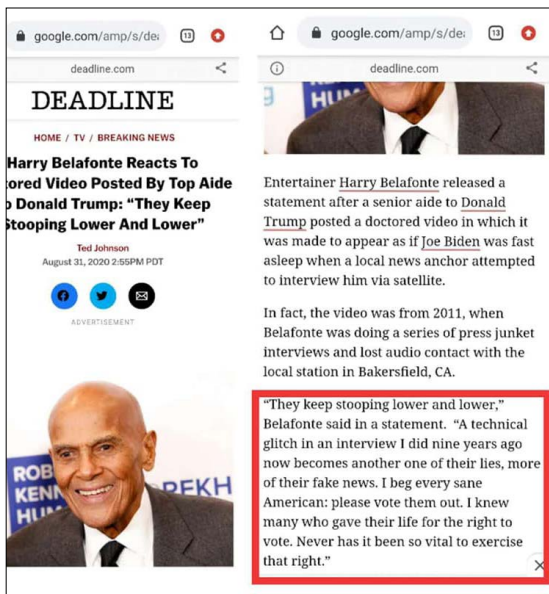 google.com/amp/s/dea
13
deadline.com
DEADLINE
HOME / TV / BREAKING NEWS
Harry Belafonte Reacts To
tored Video Posted By Top Aide
o Donald Trump: “They Keep
Stooping Lower And Lower”
Ted Johnson
August 31, 2020 2:55PM PDT
ADVERTISEMENT
ROB
KENN
HUM
REKH
google.com/amp/s/dea
13
deadline.com
HUM
Entertainer Harry Belafonte released a
statement after a senior aide to Donald
Trump posted a doctored video in which it
was made to appear as if Joe Biden was fast
asleep when a local news anchor attempted
to interview him via satellite.
In fact, the video was from 2011, when
Belafonte was doing a series of press junket
interviews and lost audio contact with the
local station in Bakersfield, CA.
“They keep stooping lower and lower,”
Belafonte said in a statement. “A technical
glitch in an interview I did nine years ago
now becomes another one of their lies, more
of their fake news. I beg every sane
American: please vote them out. I knew
many who gave their life for the right to
vote. Never has it been so vital to exercise
that right.”